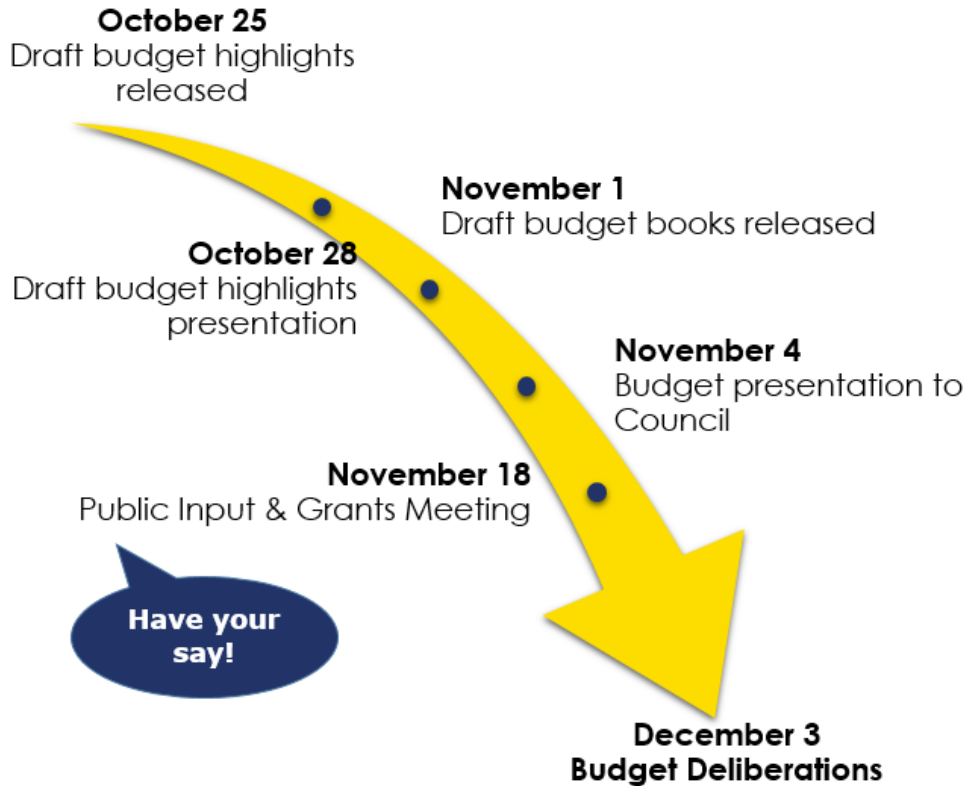 October 25
Draft budget highlights
released
November 1
Draft budget books released
October 28
Draft budget highlights
presentation
November 4
Budget presentation to
Council
November 18
Public Input & Grants Meeting
Have your
say!
December 3
Budget Deliberations